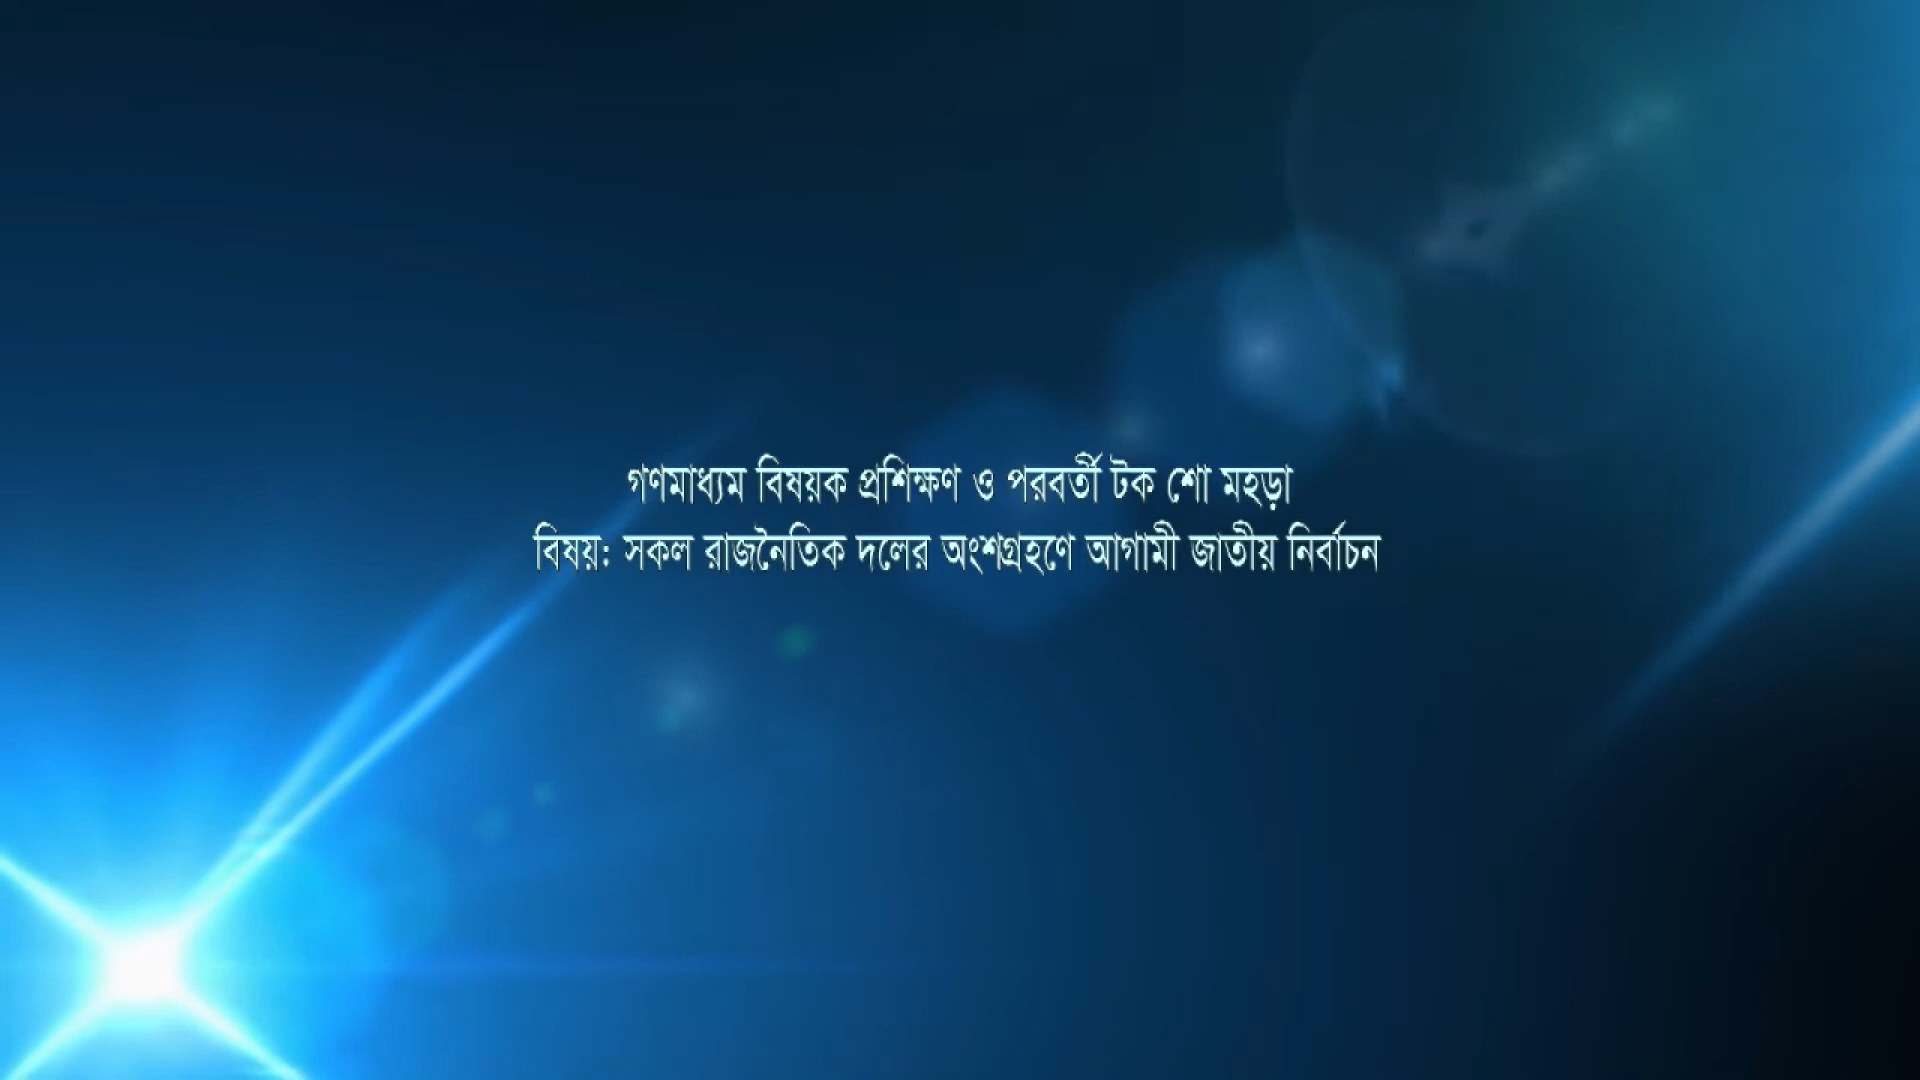 গণমাধ্যম বিষয়ক প্রশিক্ষণ ও পরবর্তী টক শো মহড়া
বিষয়: সকল রাজনৈতিক দলের অংশগ্রহণে আগামী জাতীয় নির্বাচন